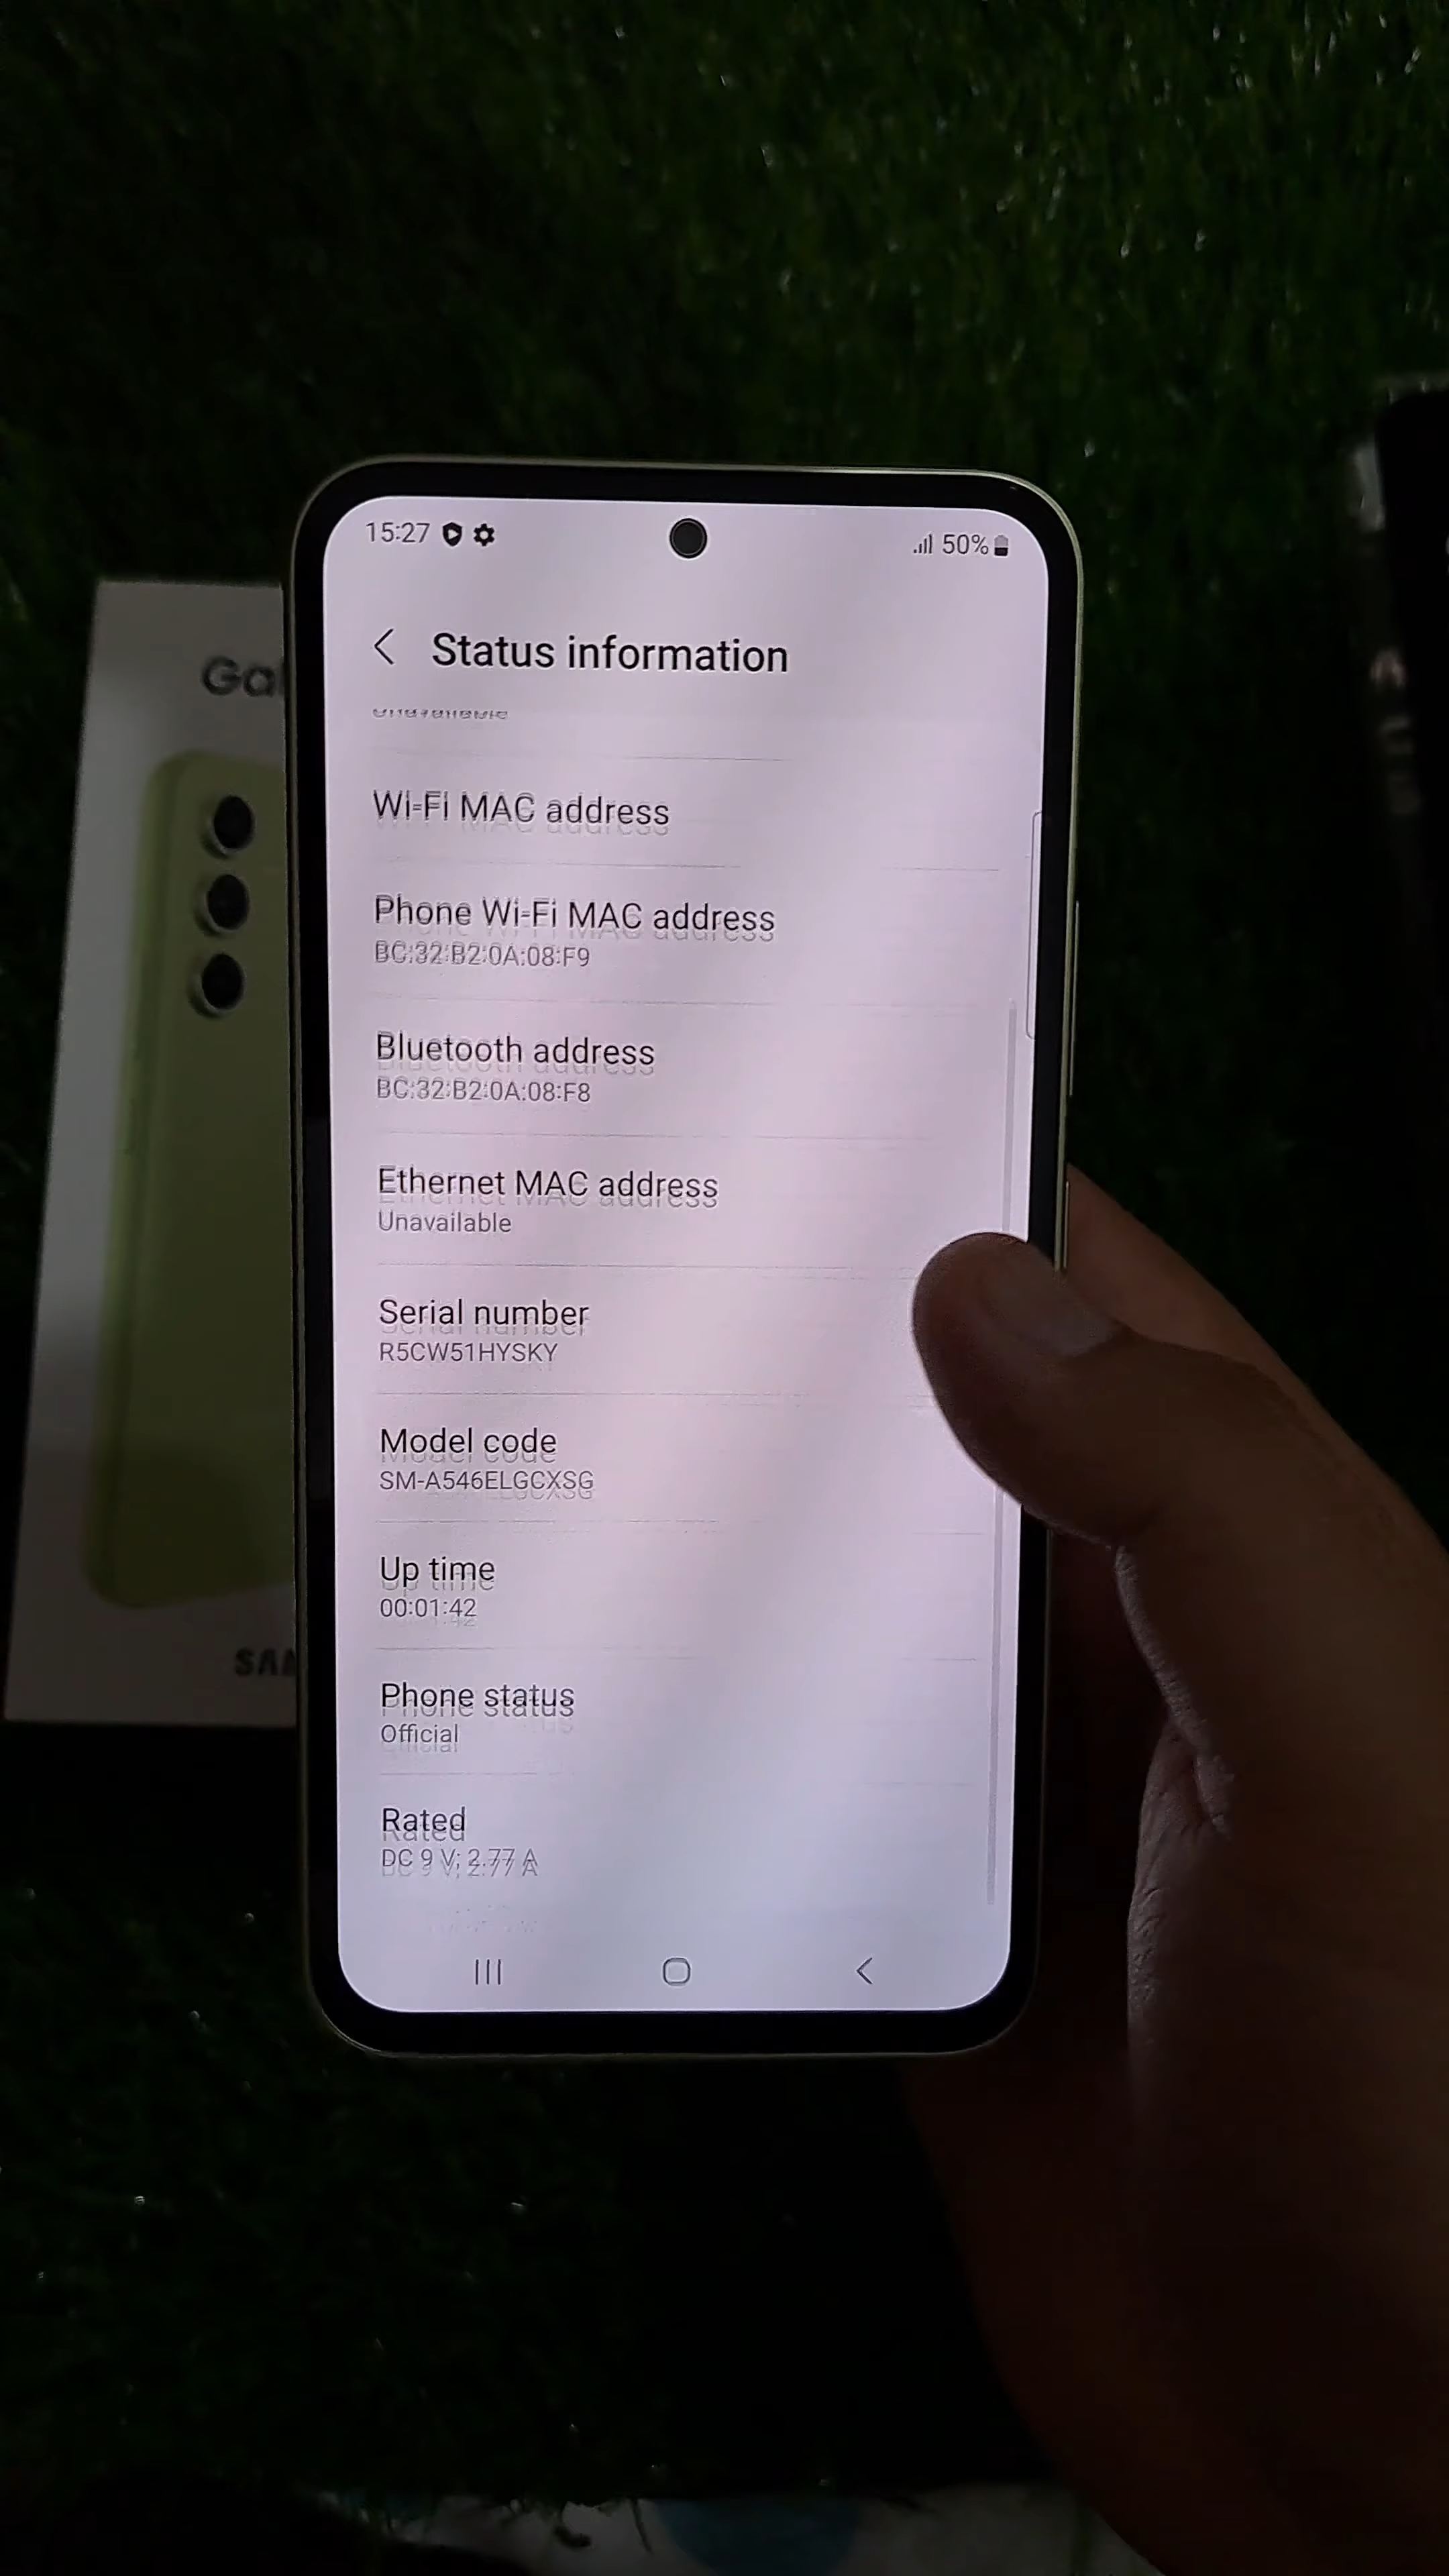 15:27
50%
Status information
Wi-Fi MAC address
Phone Wi-Fi MAC address
BC:32:B2:0A:08:F9
Bluetooth address
BC:32:B2:0A:08:F8
Ethernet MAC address
Unavailable
Serial number
R5CW51HYSKY
Model code
SM-A546ELGCXSG
Up time
00:01:42
Phone status
Official
Rated
DC 9 V; 2.77 A
Gal
SAM